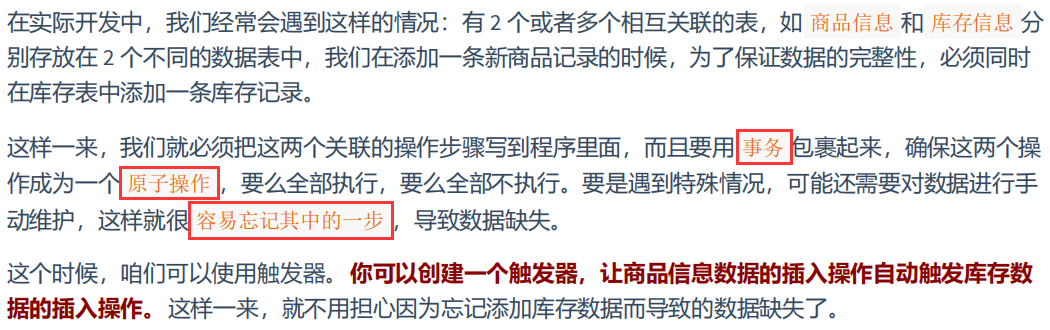 在实际开发中，我们经常会遇到这样的情况：有 2 个或者多个相互关联的表，如 商品信息 和 库存信息 分
别存放在 2 个不同的数据表中，我们在添加一条新商品记录的时候，为了保证数据的完整性，必须同时
在库存表中添加一条库存记录。
这样一来，我们就必须把这两个关联的操作步骤写到程序里面，而且要用 事务 包裹起来，确保这两个操
作成为一个 原子操作 ，要么全部执行，要么全部不执行。要是遇到特殊情况，可能还需要对数据进行手
动维护，这样就很 容易忘记其中的一步 ，导致数据缺失。
这个时候，咱们可以使用触发器。你可以创建一个触发器，让商品信息数据的插入操作自动触发库存数
据的插入操作。这样一来，就不用担心因为忘记添加库存数据而导致的数据缺失了。